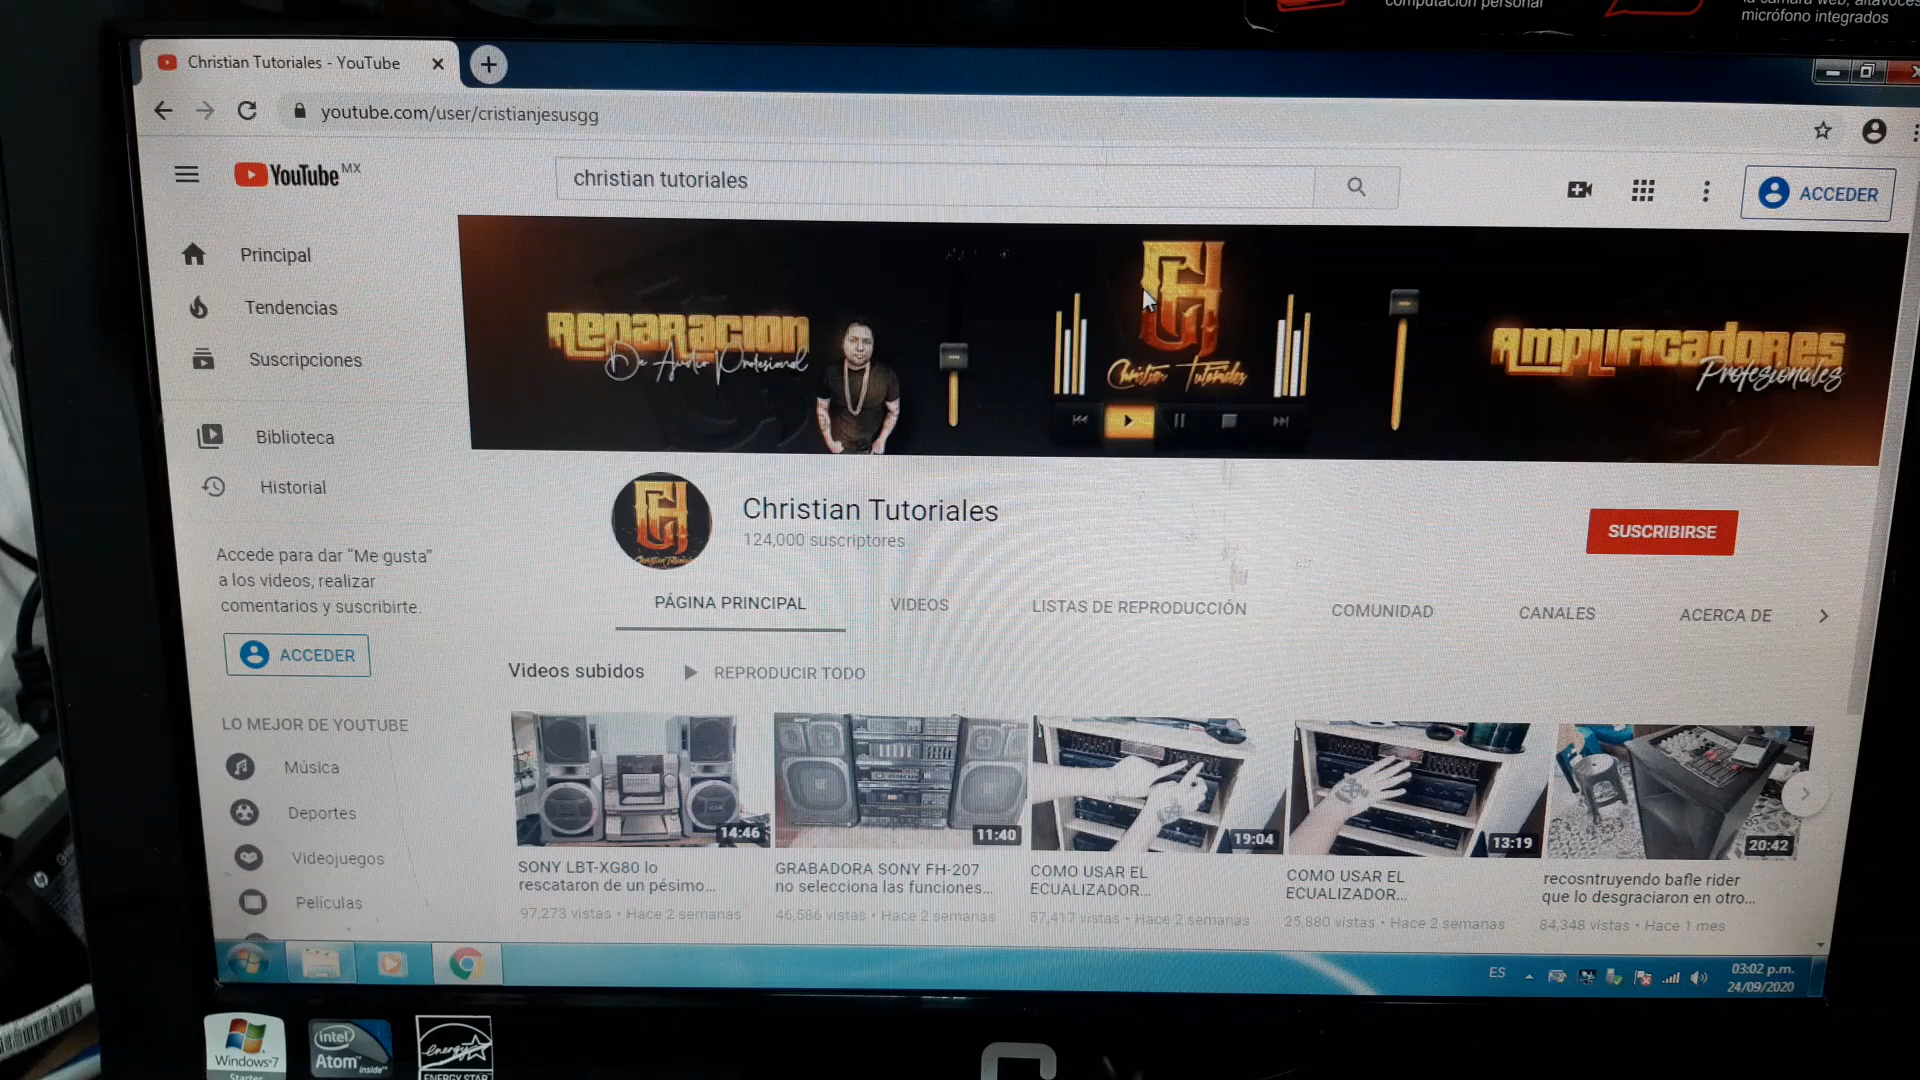 computación personal
micrófono integrados
Christian Tutoriales - YouTube
youtube.com/user/cristianjesusgg
YouTube MX
christian tutoriales
ACCEDER
Principal
Tendencias
Suscripciones
Biblioteca
Historial
Accede para dar “Me gusta”
a los videos, realizar
comentarios y suscribirte.
ACCEDER
LO MEJOR DE YOUTUBE
Música
Deportes
Videojuegos
Películas
REPARACION
De Audio Profesional
CH
Christian Tutoriales
AMPLIFICADORES
Profesionales
Christian Tutoriales
124,000 suscriptores
SUSCRIBIRSE
PÁGINA PRINCIPAL
VIDEOS
LISTAS DE REPRODUCCIÓN
COMUNIDAD
CANALES
ACERCA DE
Videos subidos
REPRODUCIR TODO
14:46
SONY LBT-XG80 lo
rescataron de un pésimo...
97,273 vistas • Hace 2 semanas
11:40
GRABADORA SONY FH-207
no selecciona las funciones...
46,586 vistas • Hace 2 semanas
19:04
COMO USAR EL
ECUALIZADOR...
57,417 vistas • Hace 2 semanas
13:19
COMO USAR EL
ECUALIZADOR...
25,880 vistas • Hace 2 semanas
20:42
recosntruyendo bafle rider
que lo desgraciaron en otro...
84,348 vistas • Hace 1 mes
ES
03:02 p.m.
24/09/2020
Windows 7
Starter
intel
Atom
inside
energy
ENERGY STAR
hp